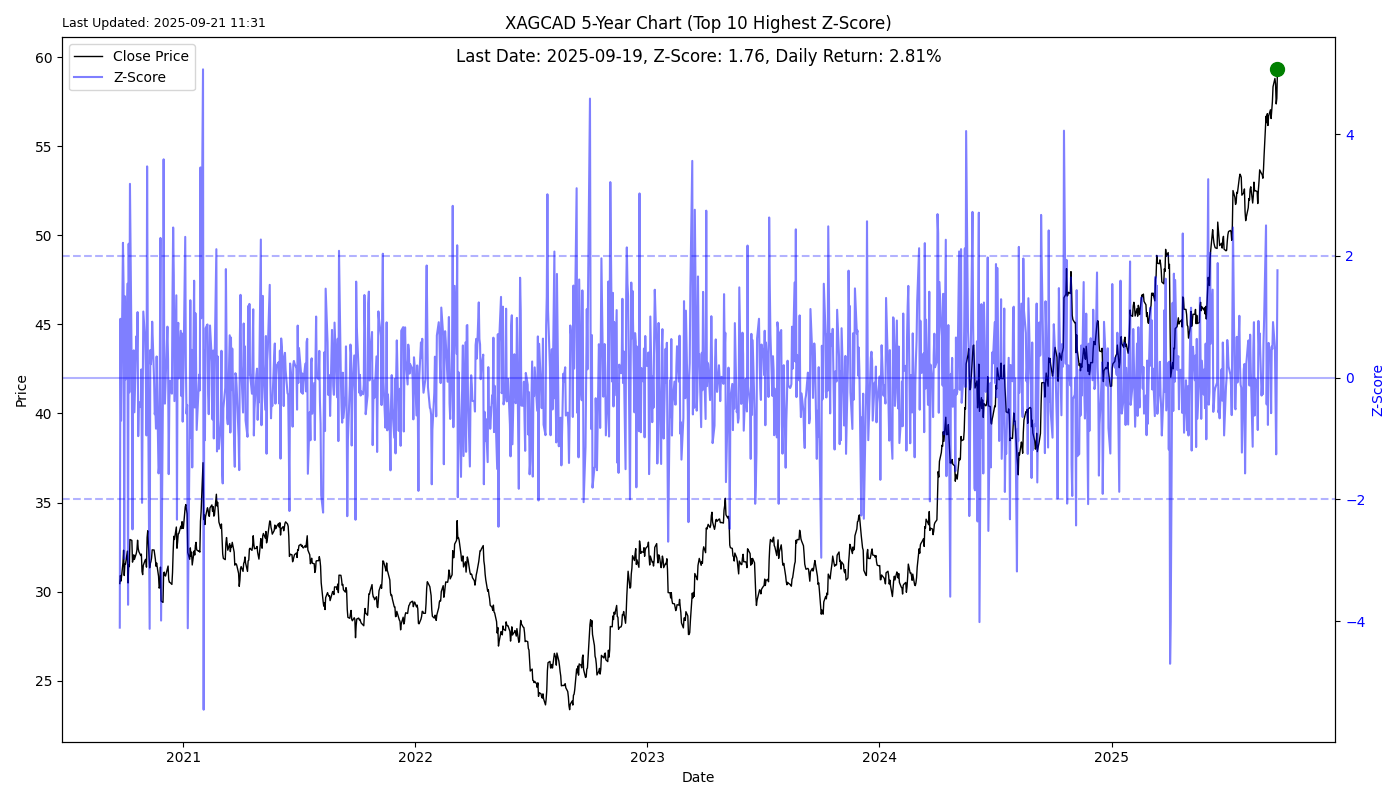 Last Updated: 2025-09-21 11:31
XAGCAD 5-Year Chart (Top 10 Highest Z-Score)
Last Date: 2025-09-19, Z-Score: 1.76, Daily Return: 2.81%
Close Price
Z-Score
60
55
50
45
40
35
30
25
Price
4
2
0
−2
−4
Z-Score
2021
2022
2023
2024
2025
Date